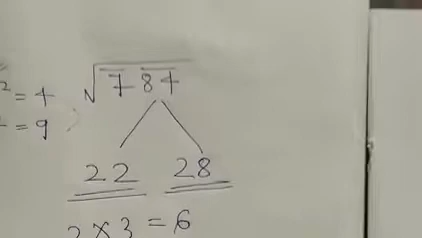 ² = 4
√784
= 9
22 28
2 × 3 = 6